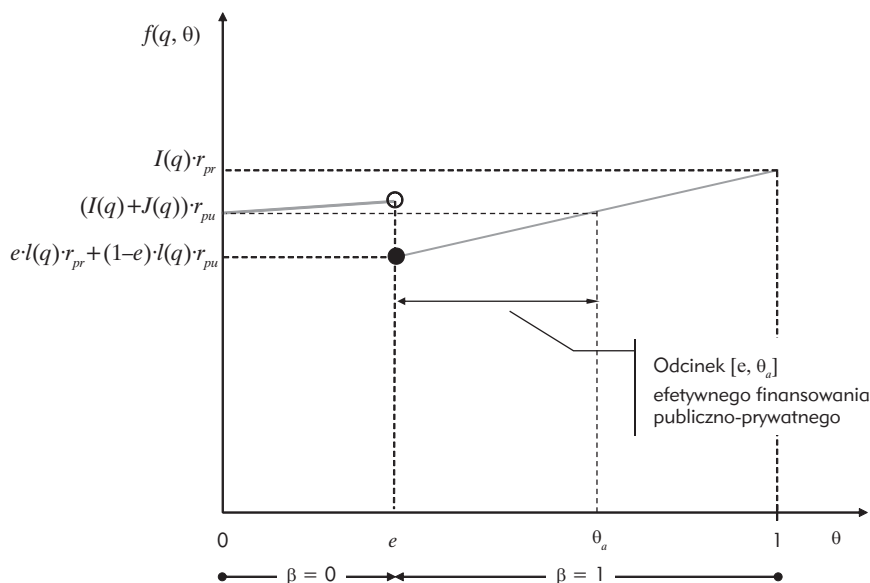 f(q, θ)
I(q)·r_pr
(I(q)+J(q))·r_pu
e·l(q)·r_pr+(1–e)·l(q)·r_pu
Odcinek [e, θ_a]
efetywnego finansowania
publiczno-prywatnego
0 e θ_a 1 θ
β = 0 β = 1